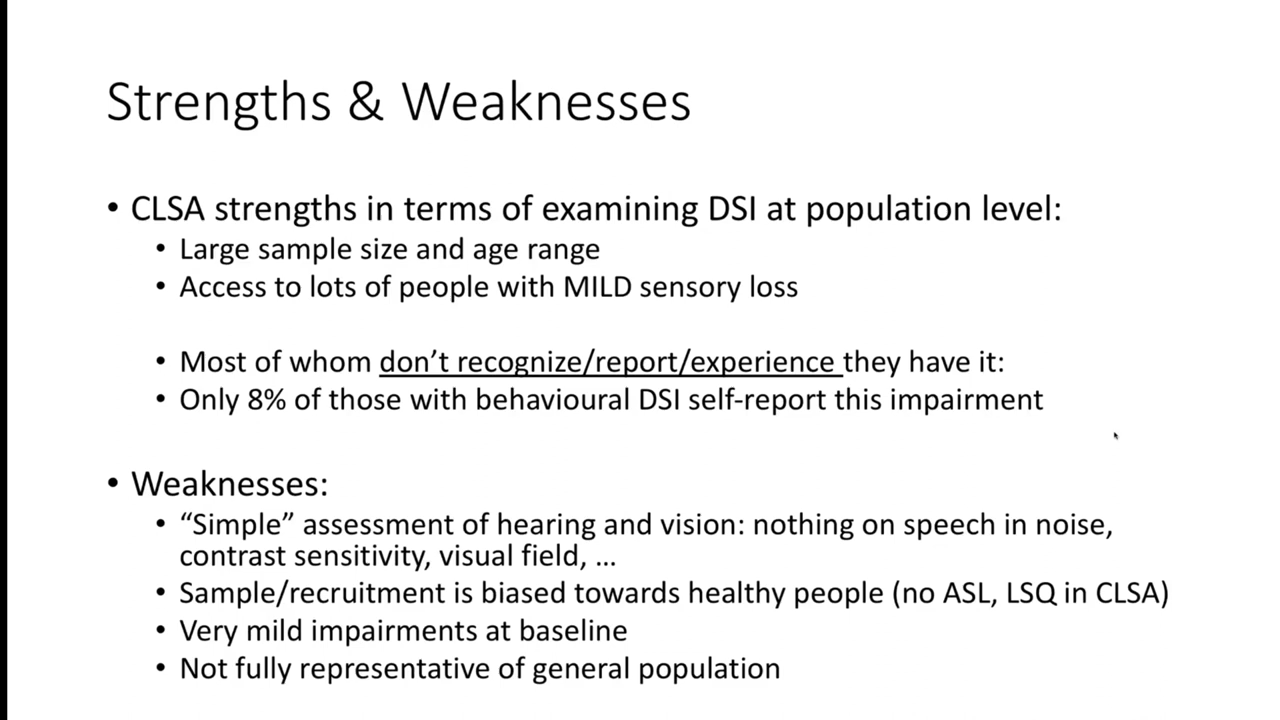 Strengths & Weaknesses
• CLSA strengths in terms of examining DSI at population level:
• Large sample size and age range
• Access to lots of people with MILD sensory loss
• Most of whom don’t recognize/report/experience they have it:
• Only 8% of those with behavioural DSI self-report this impairment
• Weaknesses:
• “Simple” assessment of hearing and vision: nothing on speech in noise,
contrast sensitivity, visual field, ...
• Sample/recruitment is biased towards healthy people (no ASL, LSQ in CLSA)
• Very mild impairments at baseline
• Not fully representative of general population